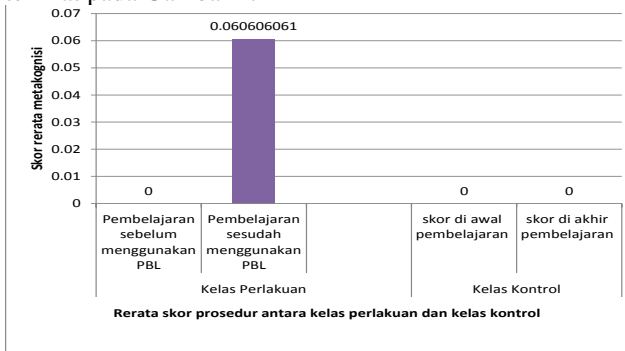 0.07
0.060606061
0.06
0.05
0.04
0.03
0.02
0.01
0
0
0
0
Skor rerata metakognisi
Pembelajaran sebelum menggunakan PBL
Pembelajaran sesudah menggunakan PBL
skor di awal pembelajaran
skor di akhir pembelajaran
Kelas Perlakuan
Kelas Kontrol
Rerata skor prosedur antara kelas perlakuan dan kelas kontrol